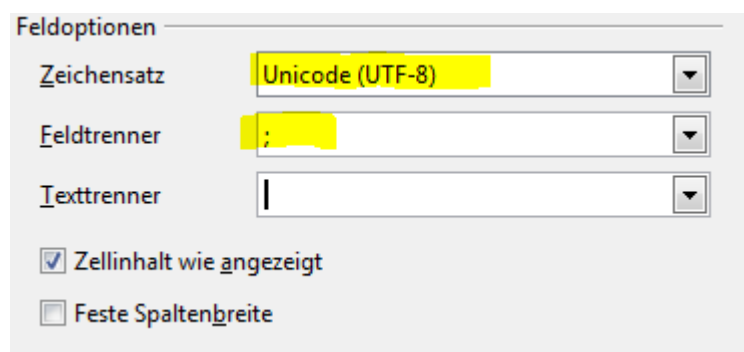 Feldoptionen
Zeichensatz Unicode (UTF-8)
Feldtrenner ;
Texttrenner
Zellinhalt wie angezeigt
Feste Spaltenbreite